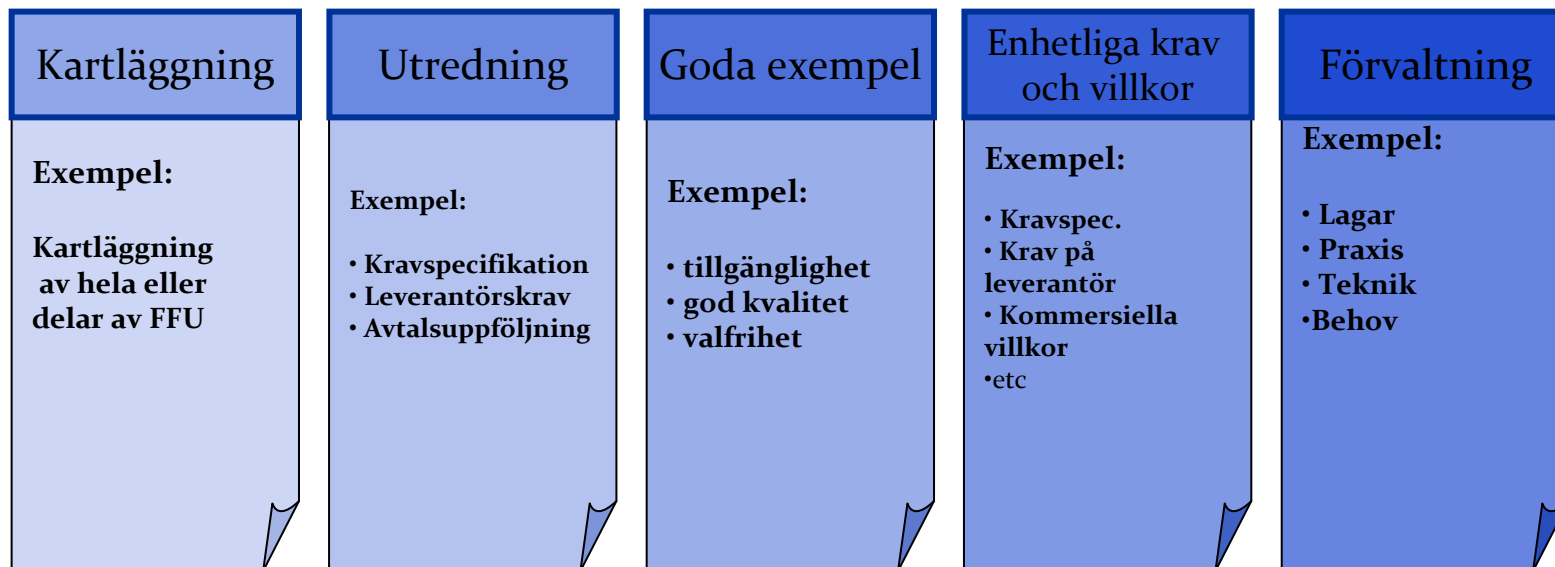 Kartläggning
Exempel:
Kartläggning
av hela eller
delar av FFU
Utredning
Exempel:
• Kravspecifikation
• Leverantörskrav
• Avtalsuppföljning
Goda exempel
Exempel:
• tillgänglighet
• god kvalitet
• valfrihet
Enhetliga krav
och villkor
Exempel:
• Kravspec.
• Krav på
leverantör
• Kommersiella
villkor
•etc
Förvaltning
Exempel:
• Lagar
• Praxis
• Teknik
•Behov